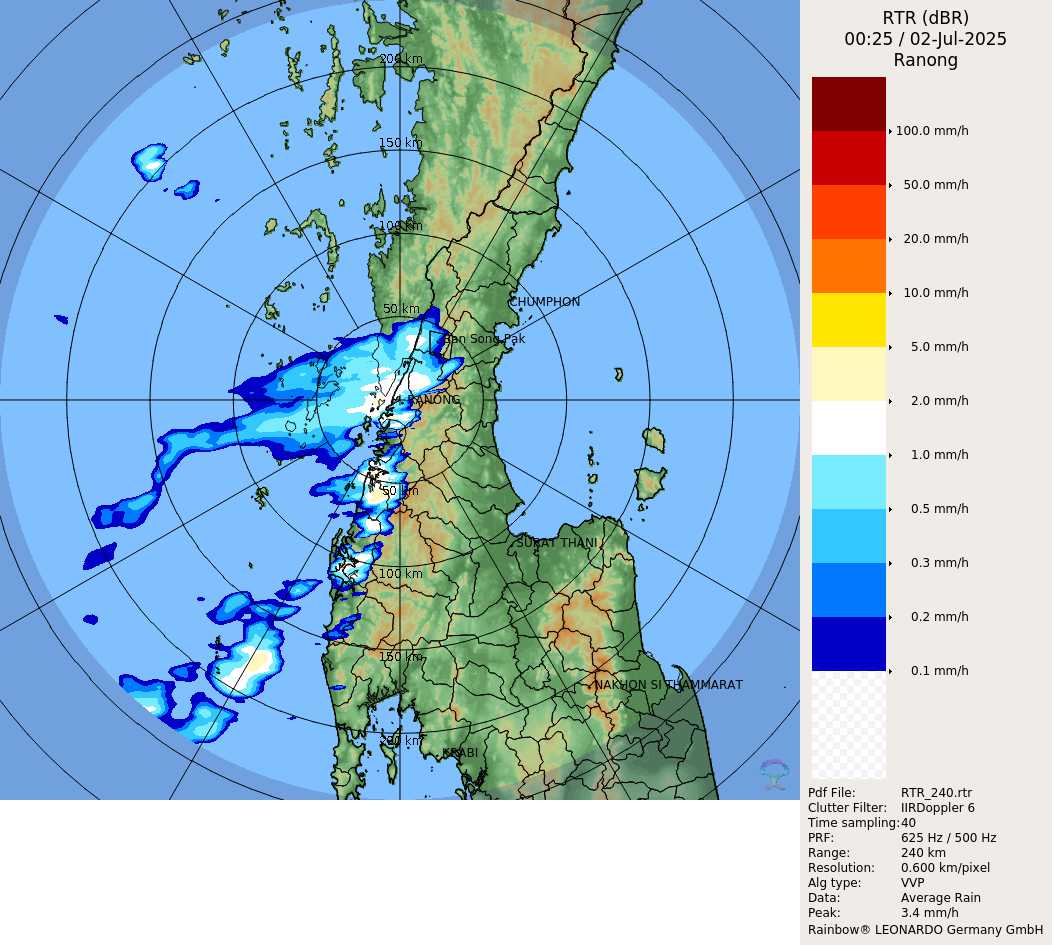 200 km
150 km
100 km
50 km
CHUMPHON
Ban Song Pak
RANONG
50 km
SURAT THANI
100 km
150 km
NAKHON SI THAMMARAT
200 km
KRABI
RTR (dBR)
00:25 / 02-Jul-2025
Ranong
100.0 mm/h
50.0 mm/h
20.0 mm/h
10.0 mm/h
5.0 mm/h
2.0 mm/h
1.0 mm/h
0.5 mm/h
0.3 mm/h
0.2 mm/h
0.1 mm/h
Pdf File: RTR_240.rtr
Clutter Filter: IIRDoppler 6
Time sampling: 40
PRF: 625 Hz / 500 Hz
Range: 240 km
Resolution: 0.600 km/pixel
Alg type: VVP
Data: Average Rain
Peak: 3.4 mm/h
Rainbow® LEONARDO Germany GmbH